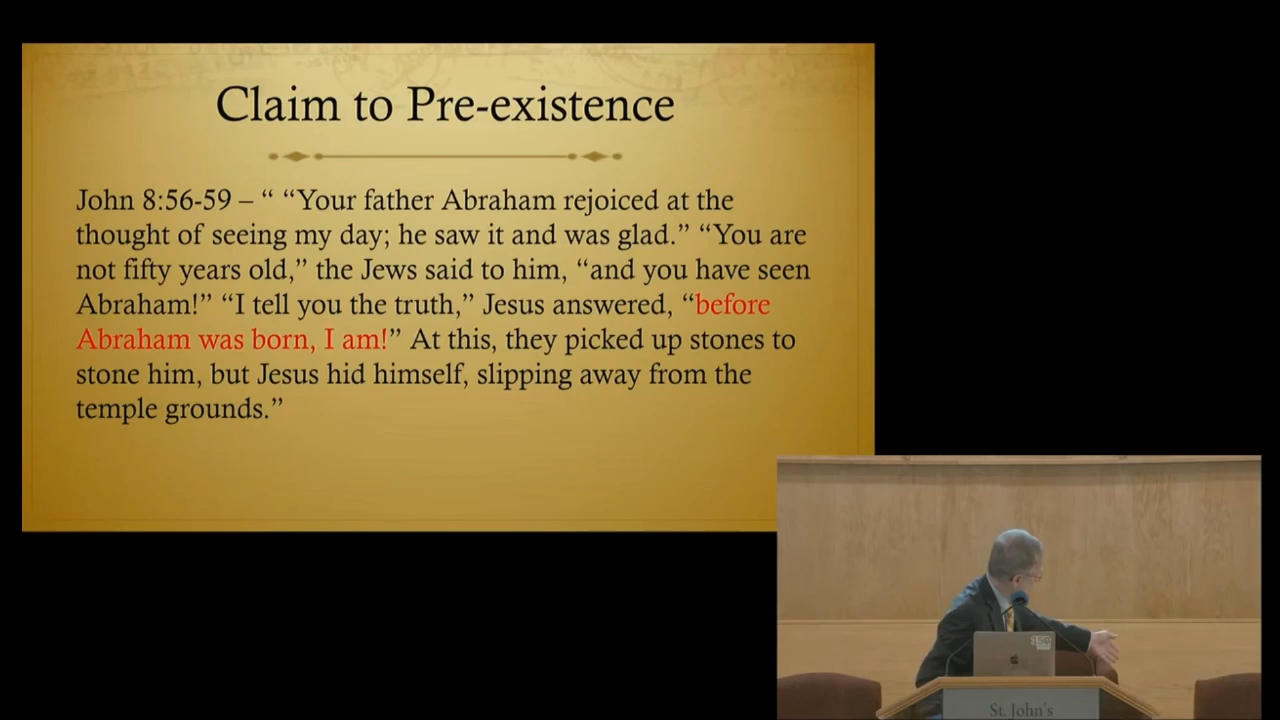 Claim to Pre-existence
John 8:56-59 – “ “Your father Abraham rejoiced at the
thought of seeing my day; he saw it and was glad.” “You are
not fifty years old,” the Jews said to him, “and you have seen
Abraham!” “I tell you the truth,” Jesus answered, “before
Abraham was born, I am!” At this, they picked up stones to
stone him, but Jesus hid himself, slipping away from the
temple grounds.”
150
St. John's